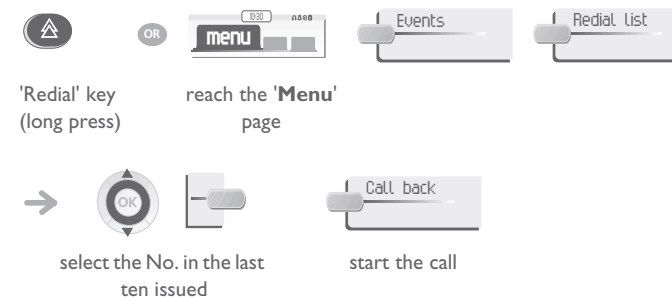 10:30
OR
menu
Events
Redial list
'Redial' key
(long press)
reach the 'Menu'
page
OK
Call back
select the No. in the last
ten issued
start the call